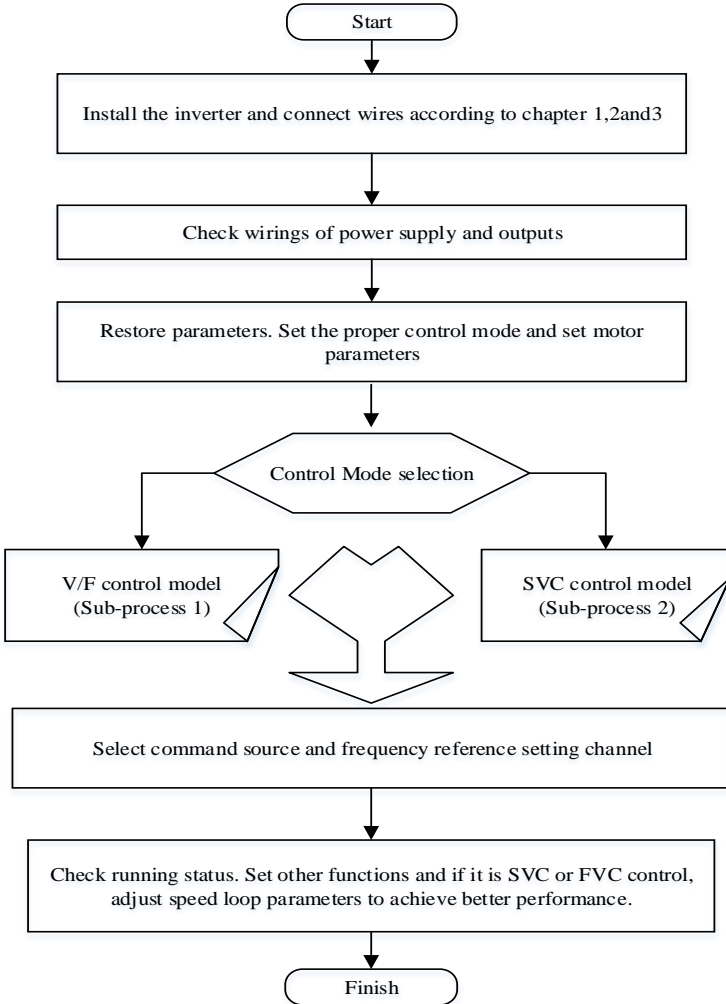 Start
Install the inverter and connect wires according to chapter 1,2and3
Check wirings of power supply and outputs
Restore parameters. Set the proper control mode and set motor
parameters
Control Mode selection
V/F control model
(Sub-process 1)
SVC control model
(Sub-process 2)
Select command source and frequency reference setting channel
Check running status. Set other functions and if it is SVC or FVC control,
adjust speed loop parameters to achieve better performance.
Finish